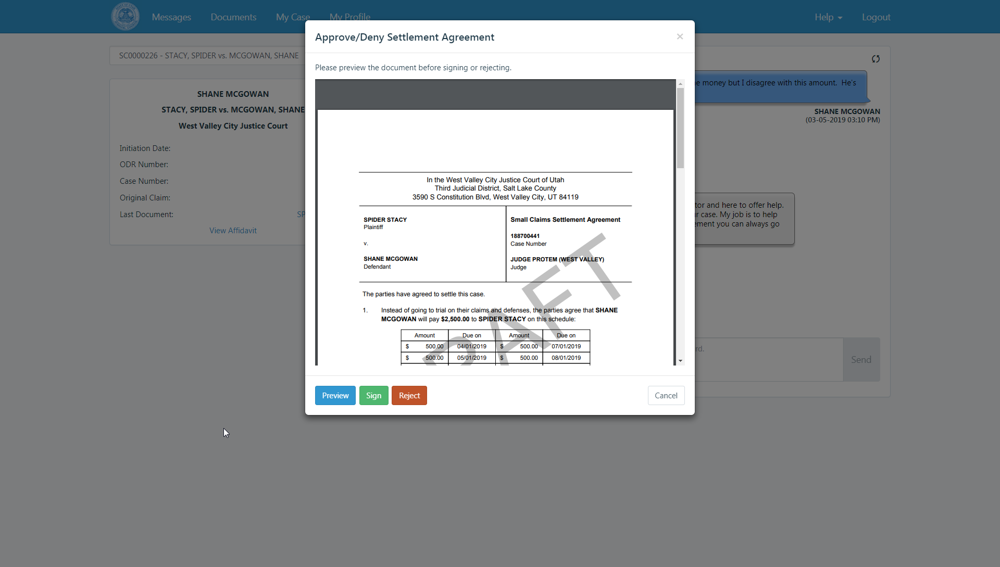 Messages Documents My Case My Profile Help Logout
SC0000226 - STACY, SPIDER vs. MCGOWAN, SHANE
SHANE MCGOWAN
STACY, SPIDER vs. MCGOWAN, SHANE
West Valley City Justice Court
Initiation Date:
ODR Number:
Case Number:
Original Claim:
Last Document: SP
View Affidavit
Approve/Deny Settlement Agreement ×
Please preview the document before signing or rejecting.
In the West Valley City Justice Court of Utah
Third Judicial District, Salt Lake County
3590 S Constitution Blvd, West Valley City, UT 84119
SPIDER STACY
Plaintiff
v.
SHANE MCGOWAN
Defendant
Small Claims Settlement Agreement
188700441
Case Number
JUDGE PROTEM (WEST VALLEY)
Judge
The parties have agreed to settle this case.
1. Instead of going to trial on their claims and defenses, the parties agree that SHANE
MCGOWAN will pay $2,500.00 to SPIDER STACY on this schedule:
Amount Due on Amount Due on
$ 500.00 04/01/2019 $ 500.00 07/01/2019
$ 500.00 05/01/2019 $ 500.00 08/01/2019
RAFT
Preview Sign Reject Cancel
money but I disagree with this amount. He's
SHANE MCGOWAN
(03-05-2019 03:10 PM)
tor and here to offer help.
r case. My job is to help
ement you can always go
rd.
Send